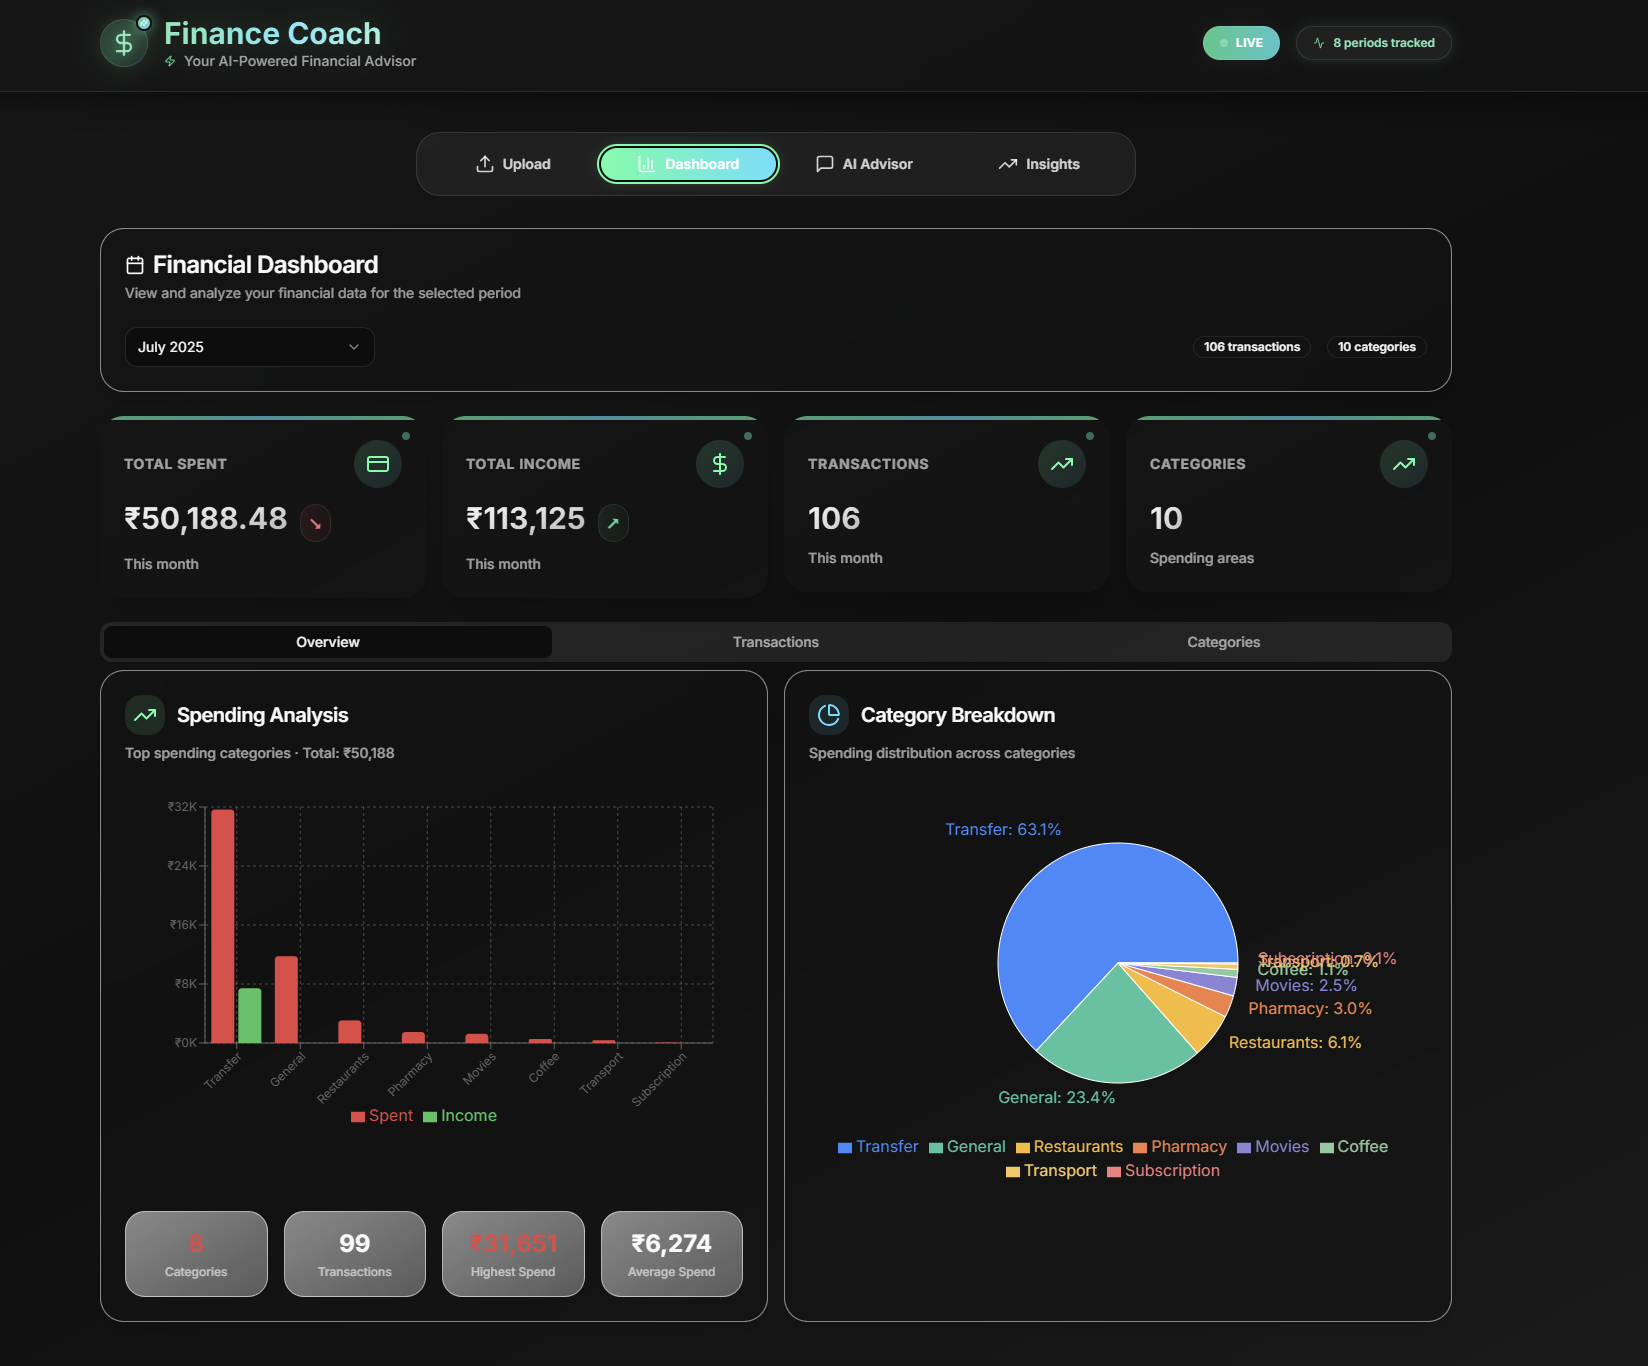 Finance Coach
Your AI-Powered Financial Advisor
LIVE
8 periods tracked
Upload
Dashboard
AI Advisor
Insights
Financial Dashboard
View and analyze your financial data for the selected period
July 2025
106 transactions
10 categories
TOTAL SPENT
₹50,188.48
This month
TOTAL INCOME
₹113,125
This month
TRANSACTIONS
106
This month
CATEGORIES
10
Spending areas
Overview
Transactions
Categories
Spending Analysis
Top spending categories · Total: ₹50,188
₹32K
₹24K
₹16K
₹8K
₹0K
Transfer
General
Restaurants
Pharmacy
Movies
Coffee
Transport
Subscription
Spent
Income
8
Categories
99
Transactions
₹31,651
Highest Spend
₹6,274
Average Spend
Category Breakdown
Spending distribution across categories
Transfer: 63.1%
Subscription: 0.1%
Transport: 0.7%
Coffee: 1.1%
Movies: 2.5%
Pharmacy: 3.0%
Restaurants: 6.1%
General: 23.4%
Transfer
General
Restaurants
Pharmacy
Movies
Coffee
Transport
Subscription